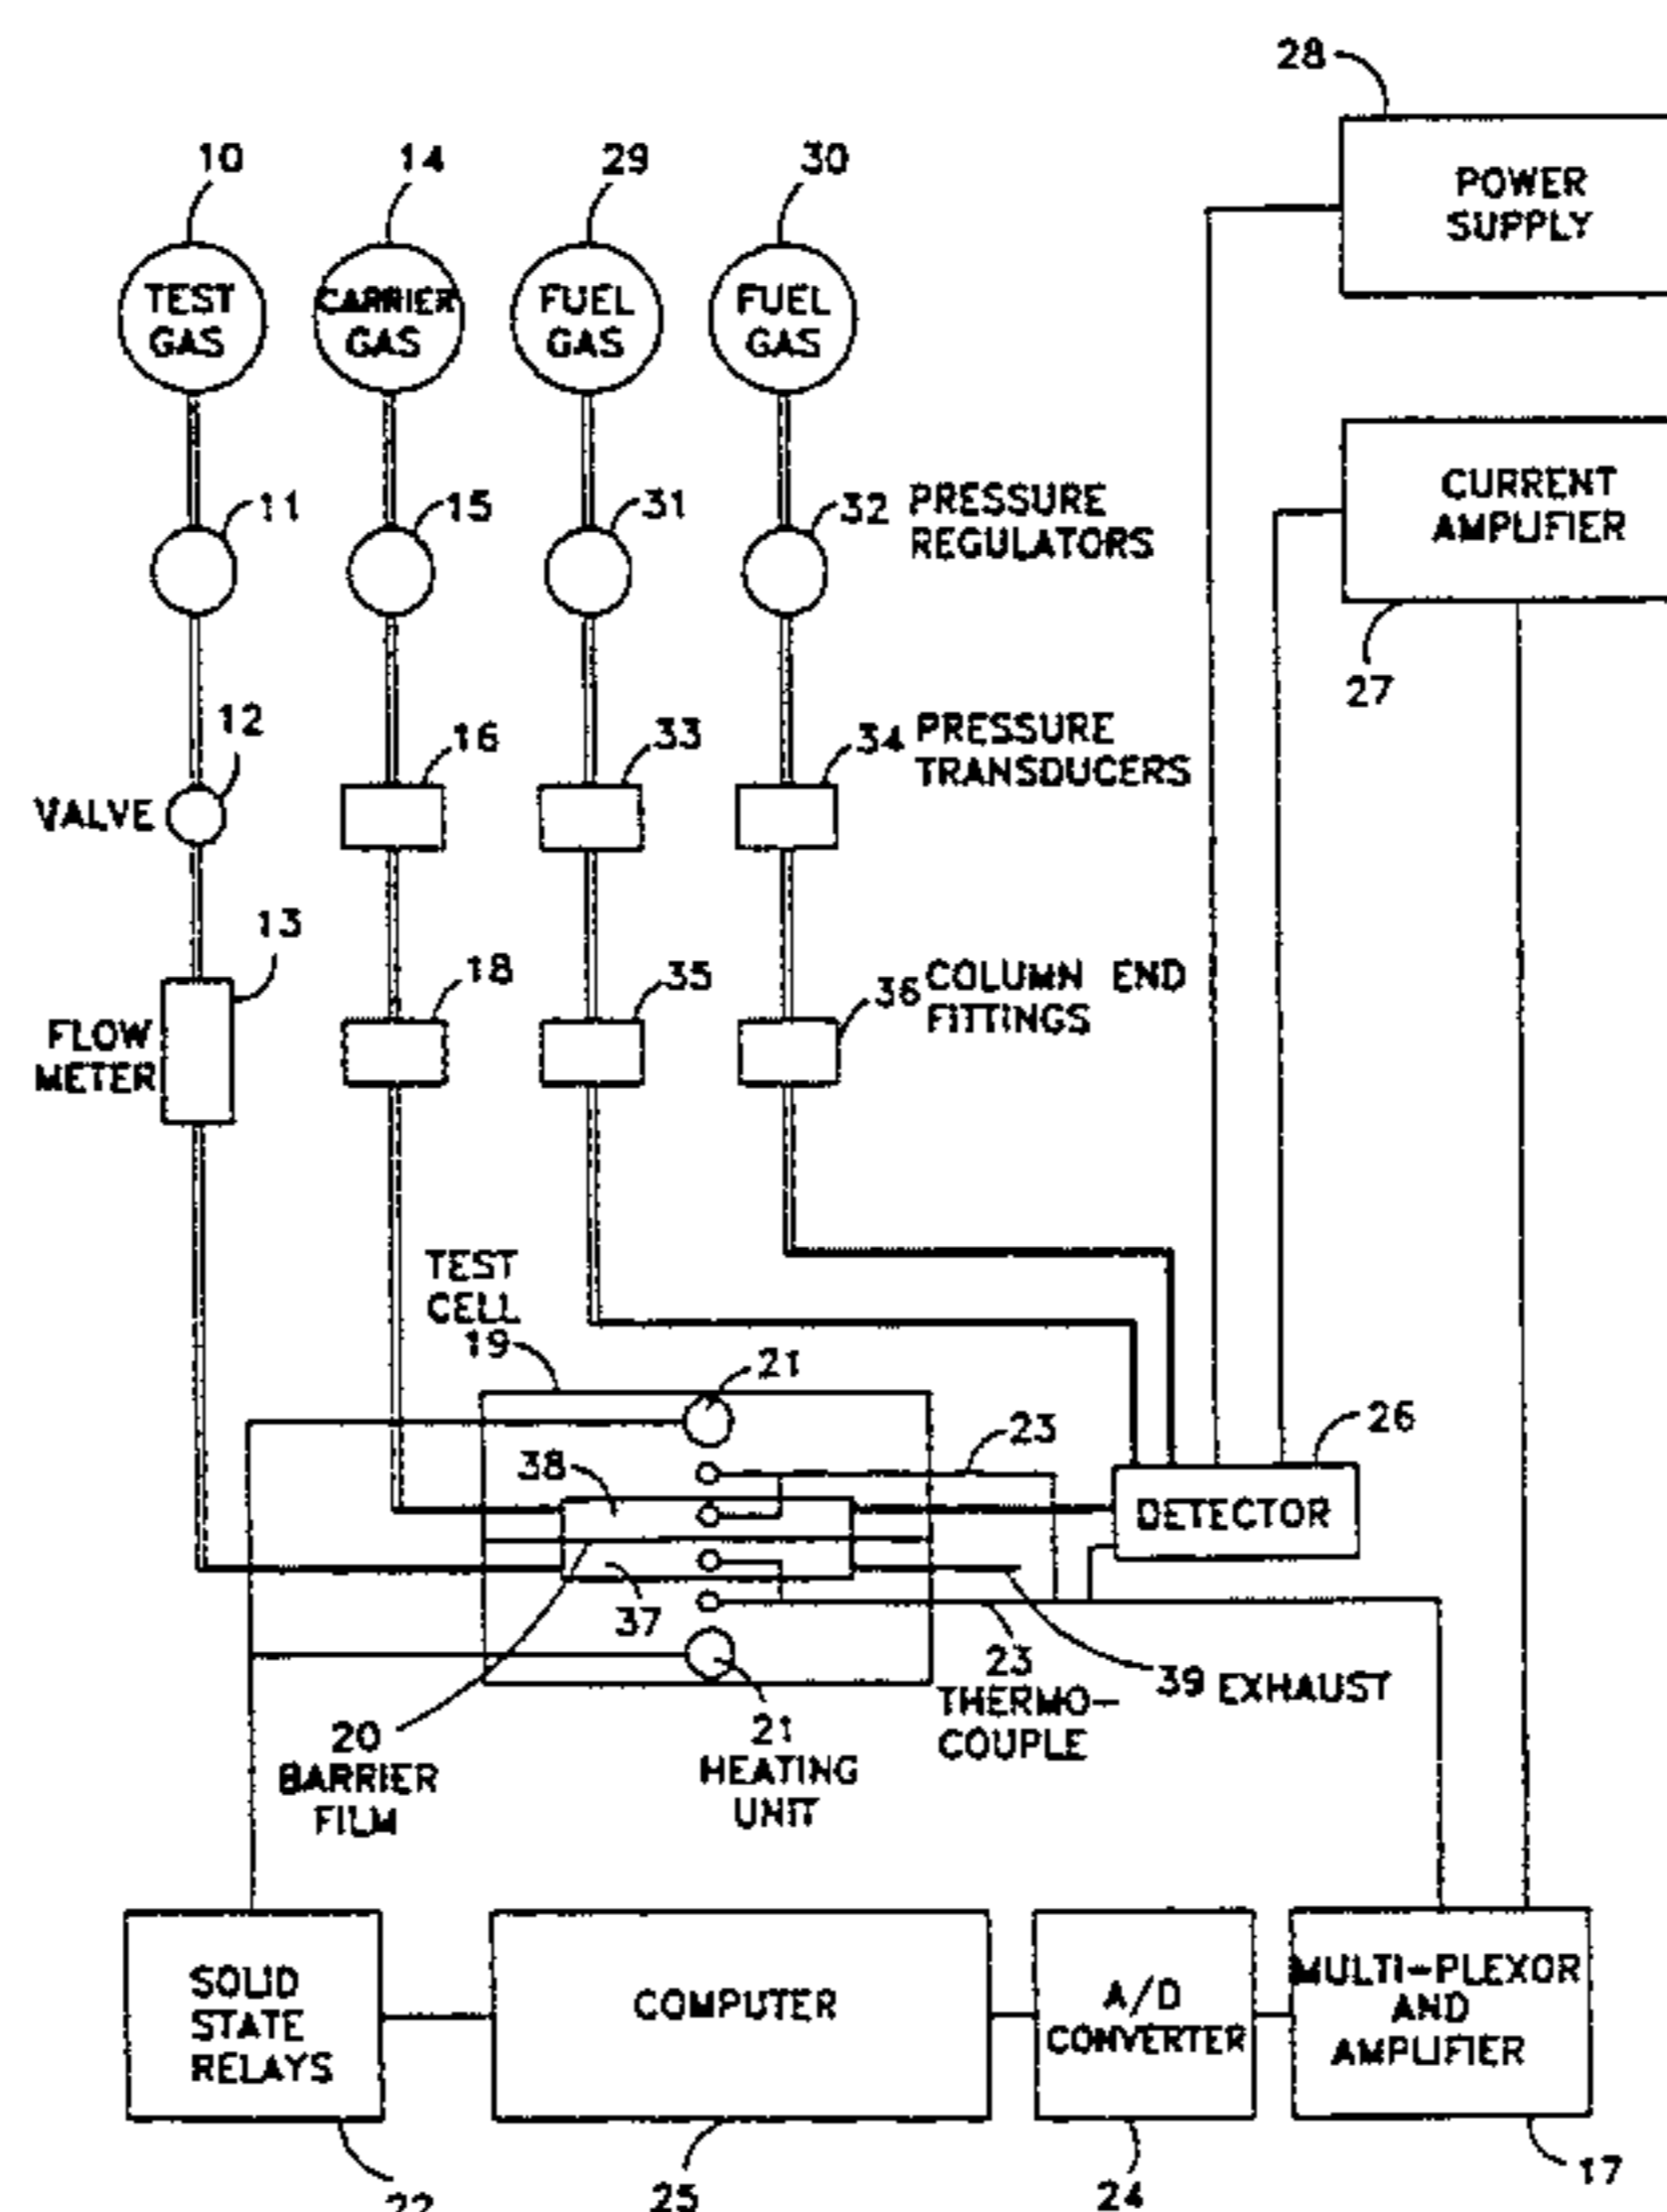 28
POWER
SUPPLY
10
14
29
30
TEST
GAS
CARRIER
GAS
FUEL
GAS
FUEL
GAS
11
15
31
32 PRESSURE
REGULATORS
CURRENT
AMPLIFIER
27
12
VALVE
16
33
34 PRESSURE
TRANSDUCERS
13
FLOW
METER
18
35
36 COLUMN END
FITTINGS
TEST
CELL
19
21
23
26
38
DETECTOR
37
23
THERMO-
COUPLE
39 EXHAUST
20
BARRIER
FILM
21
HEATING
UNIT
SOLID
STATE
RELAYS
COMPUTER
A/D
CONVERTER
MULTI-PLEXOR
AND
AMPLIFIER
22
25
24
17